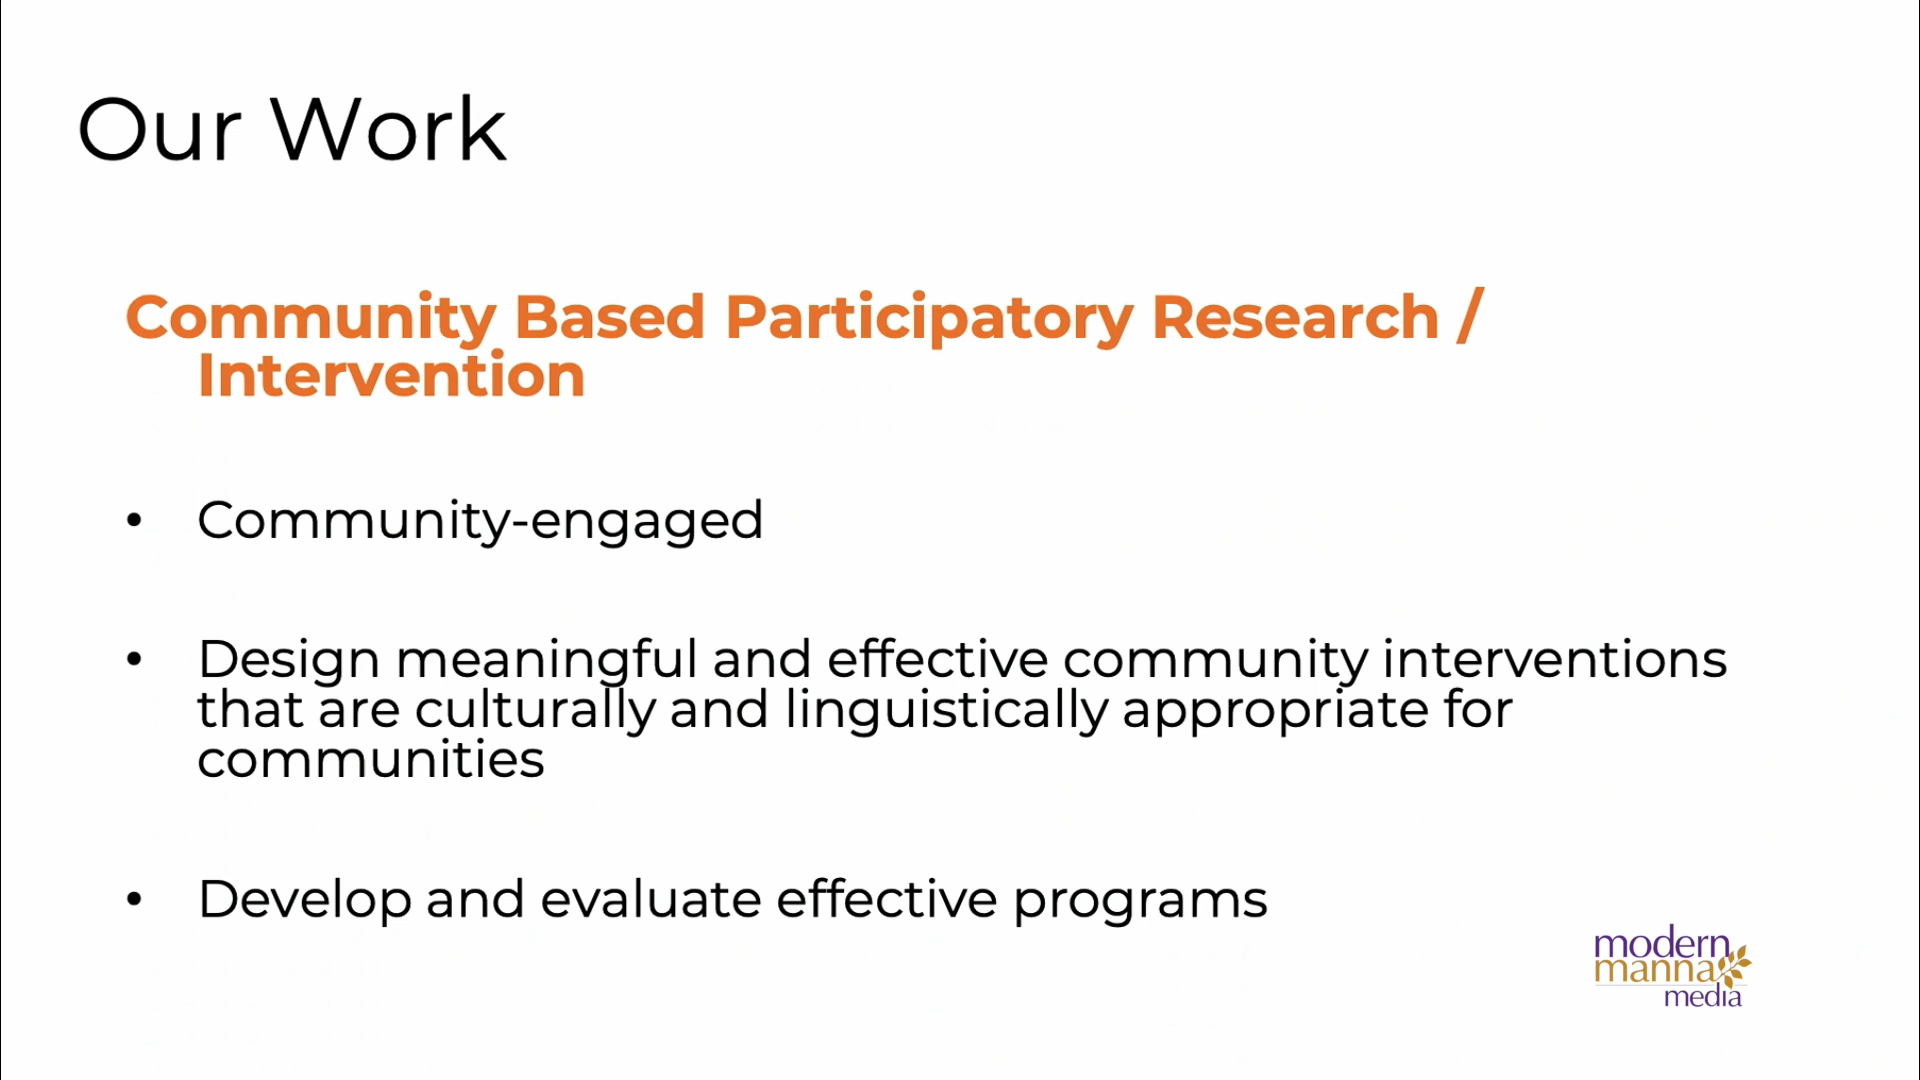 Our Work
Community Based Participatory Research /
Intervention
• Community-engaged
• Design meaningful and effective community interventions
that are culturally and linguistically appropriate for
communities
• Develop and evaluate effective programs
modern
manna
media